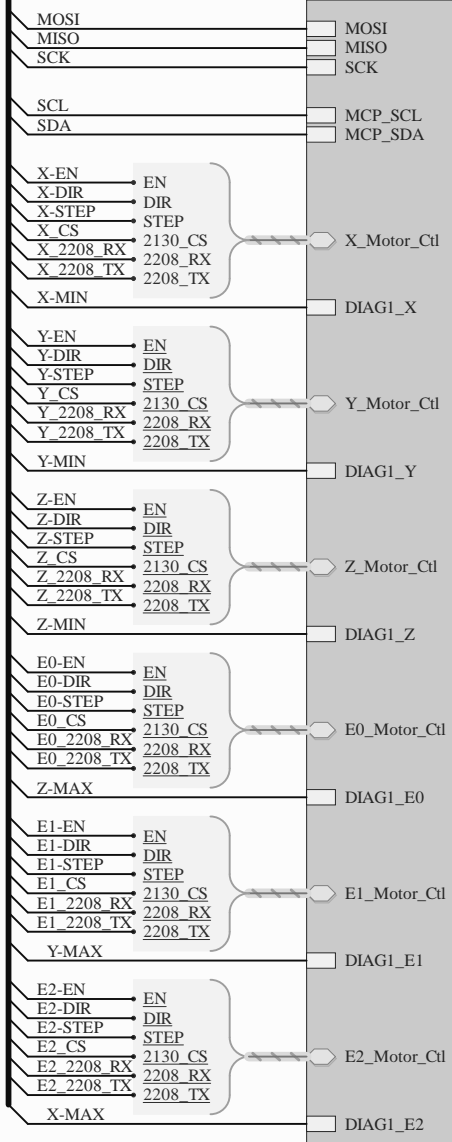 MOSI MOSI
MISO MISO
SCK SCK
SCL MCP_SCL
SDA MCP_SDA
X-EN EN
X-DIR DIR
X-STEP STEP
X_CS 2130_CS X_Motor_Ctl
X_2208_RX 2208_RX
X_2208_TX 2208_TX
X-MIN DIAG1_X
Y-EN EN
Y-DIR DIR
Y-STEP STEP
Y_CS 2130_CS Y_Motor_Ctl
Y_2208_RX 2208_RX
Y_2208_TX 2208_TX
Y-MIN DIAG1_Y
Z-EN EN
Z-DIR DIR
Z-STEP STEP
Z_CS 2130_CS Z_Motor_Ctl
Z_2208_RX 2208_RX
Z_2208_TX 2208_TX
Z-MIN DIAG1_Z
E0-EN EN
E0-DIR DIR
E0-STEP STEP
E0_CS 2130_CS E0_Motor_Ctl
E0_2208_RX 2208_RX
E0_2208_TX 2208_TX
Z-MAX DIAG1_E0
E1-EN EN
E1-DIR DIR
E1-STEP STEP
E1_CS 2130_CS E1_Motor_Ctl
E1_2208_RX 2208_RX
E1_2208_TX 2208_TX
Y-MAX DIAG1_E1
E2-EN EN
E2-DIR DIR
E2-STEP STEP
E2_CS 2130_CS E2_Motor_Ctl
E2_2208_RX 2208_RX
E2_2208_TX 2208_TX
X-MAX DIAG1_E2